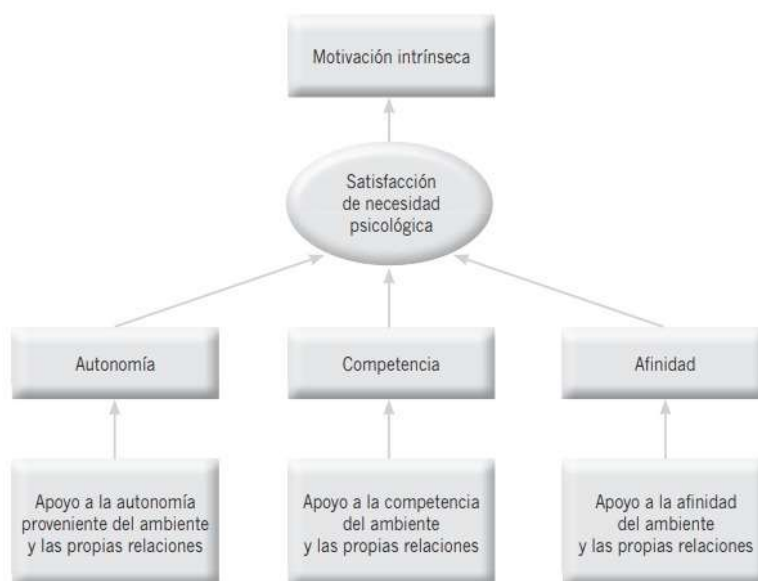 Motivación intrínseca
Satisfacción
de necesidad
psicológica
Autonomía
Competencia
Afinidad
Apoyo a la autonomía
proveniente del ambiente
y las propias relaciones
Apoyo a la competencia
del ambiente
y las propias relaciones
Apoyo a la afinidad
del ambiente
y las propias relaciones